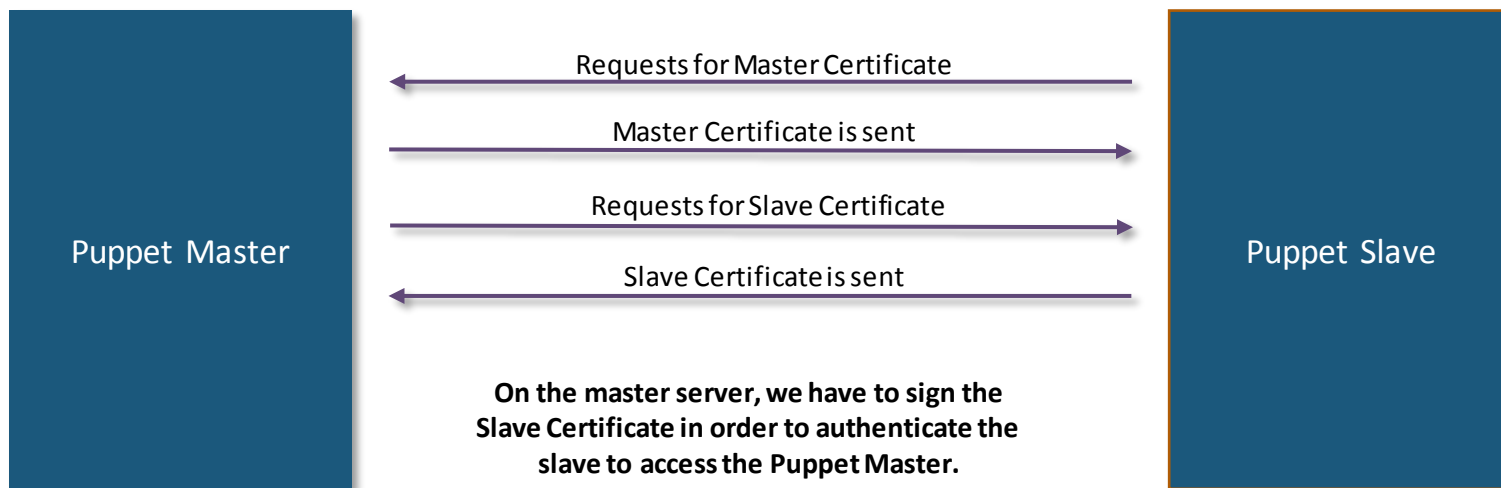 Requests for Master Certificate
Master Certificate is sent
Requests for Slave Certificate
Puppet Master
Puppet Slave
Slave Certificate is sent
On the master server, we have to sign the
Slave Certificate in order to authenticate the
slave to access the Puppet Master.